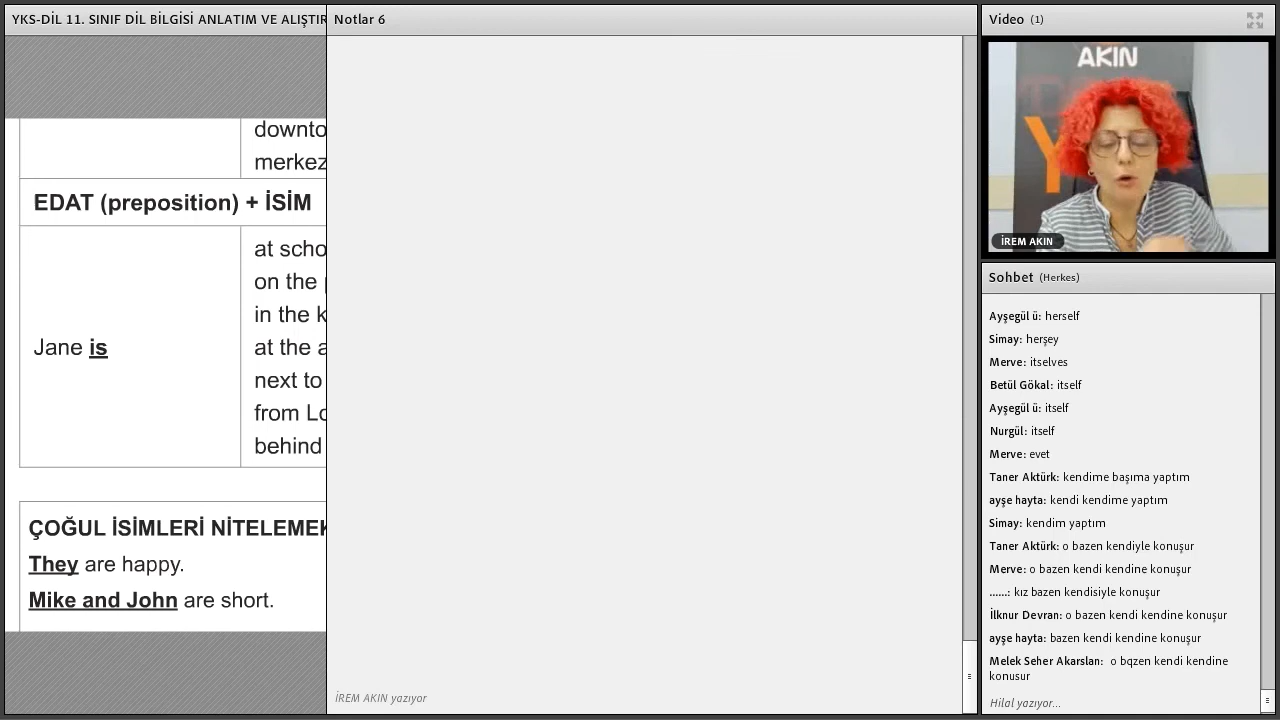 YKS-DİL 11. SINIF DİL BİLGİSİ ANLATIM VE ALIŞTIR
downto
merkez
EDAT (preposition) + İSİM
at scho
on the p
in the k
Jane is
at the a
next to
from Lo
behind
ÇOĞUL İSİMLERİ NİTELEMEK
They are happy.
Mike and John are short.
Notlar 6
İREM AKIN yazıyor
Video (1)
AKIN
Y
İREM AKIN
Sohbet (Herkes)
Ayşegül ü: herself
Simay: herşey
Merve: itselves
Betül Gökal: itself
Ayşegül ü: itself
Nurgül: itself
Merve: evet
Taner Aktürk: kendime başıma yaptım
ayşe hayta: kendi kendime yaptım
Simay: kendim yaptım
Taner Aktürk: o bazen kendiyle konuşur
Merve: o bazen kendi kendine konuşur
......: kız bazen kendisiyle konuşur
İlknur Devran: o bazen kendi kendine konuşur
ayşe hayta: bazen kendi kendine konuşur
Melek Seher Akarslan: o bqzen kendi kendine
konusur
Hilal yazıyor...